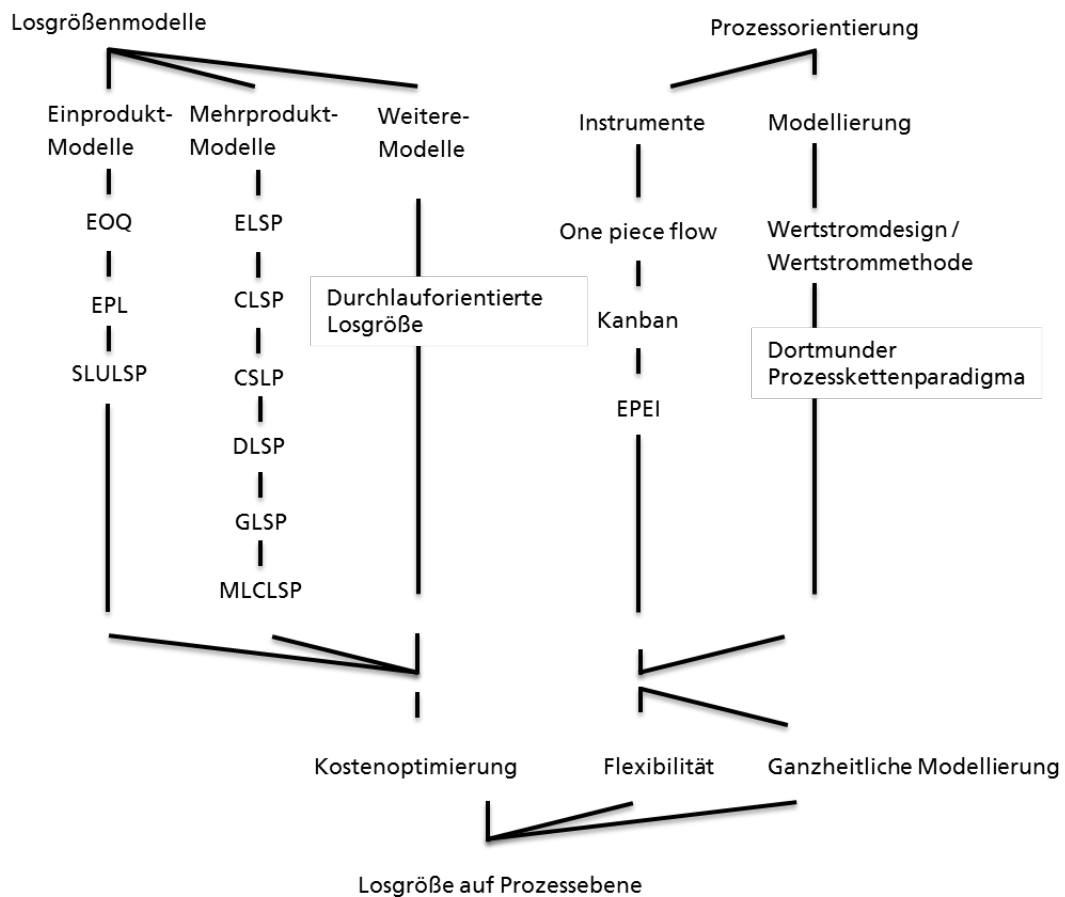 Losgrößenmodelle
Prozessorientierung
Einprodukt-
Modelle
Mehrprodukt-
Modelle
Weitere-
Modelle
Instrumente
Modellierung
EOQ
EPL
SLULSP
ELSP
CLSP
CSLP
DLSP
GLSP
MLCLSP
Durchlauforientierte
Losgröße
One piece flow
Kanban
EPEI
Wertstromdesign /
Wertstrommethode
Dortmunder
Prozesskettenparadigma
Kostenoptimierung
Flexibilität
Ganzheitliche Modellierung
Losgröße auf Prozessebene